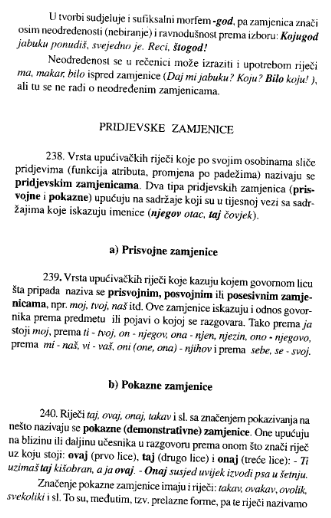 U tvorbi sudjeluje i sufiksalni morfem -god, pa zamjenica znači
osim neodređenosti (nebiranje) i ravnodušnost prema izboru: Kojugod
jabuku ponudiš, svejedno je. Reci, štogod!
Neodređenost se u rečenici može izraziti i upotrebom riječi
ma, makar, bilo ispred zamjenice (Daj mi jabuku? Koju? Bilo koju! ),
ali tu se ne radi o neodređenim zamjenicama.
PRIDJEVSKE ZAMJENICE
238. Vrsta upućivačkih riječi koje po svojim osobinama sliče
pridjevima (funkcija atributa, promjena po padežima) nazivaju se
pridjevskim zamjenicama. Dva tipa pridjevskih zamjenica (pris-
vojne i pokazne) upućuju na sadržaje koji su u tijesnoj vezi sa sadr-
žajima koje iskazuju imenice (njegov otac, taj čovjek).
a) Prisvojne zamjenice
239. Vrsta upućivačkih riječi koje kazuju kojem govornom licu
šta pripada naziva se prisvojnim, posvojnim ili posesivnim zamje-
nicama, npr. moj, tvoj, naš itd. Ove zamjenice iskazuju i odnos govor-
nika prema predmetu ili pojavi o kojoj se razgovara. Tako prema ja
stoji moj, prema ti - tvoj, on - njegov, ona - njen, njezin, ono - njegovo,
prema mi - naš, vi - vaš, oni (one, ona) - njihov i prema sebe, se - svoj.
b) Pokazne zamjenice
240. Riječi taj, ovaj, onaj, takav i sl. sa značenjem pokazivanja na
nešto nazivaju se pokazne (demonstrativne) zamjenice. One upućuju
na blizinu ili daljinu učesnika u razgovoru prema onom što znači riječ
uz koju stoji: ovaj (prvo lice), taj (drugo lice) i onaj (treće lice): - Ti
uzimaš taj kišobran, a ja ovaj. - Onaj susjed uvijek izvodi psa u šetnju.
Značenje pokazne zamjenice imaju i riječi: takav, ovakav, ovolik,
svekoliki i sl. To su, međutim, tzv. prelazne forme, pa te riječi nazivamo